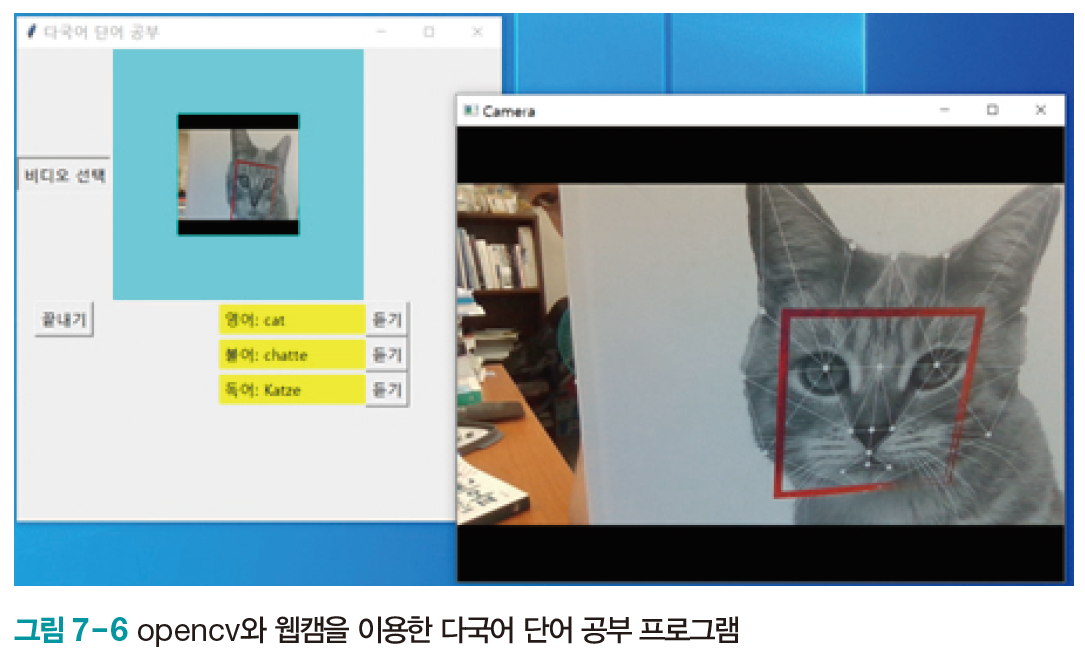 다국어 단어 공부
Camera
비디오 선택
끝내기
영어: cat
듣기
불어: chatte
듣기
독어: Katze
듣기
그림 7-6 opencv와 웹캠을 이용한 다국어 단어 공부 프로그램